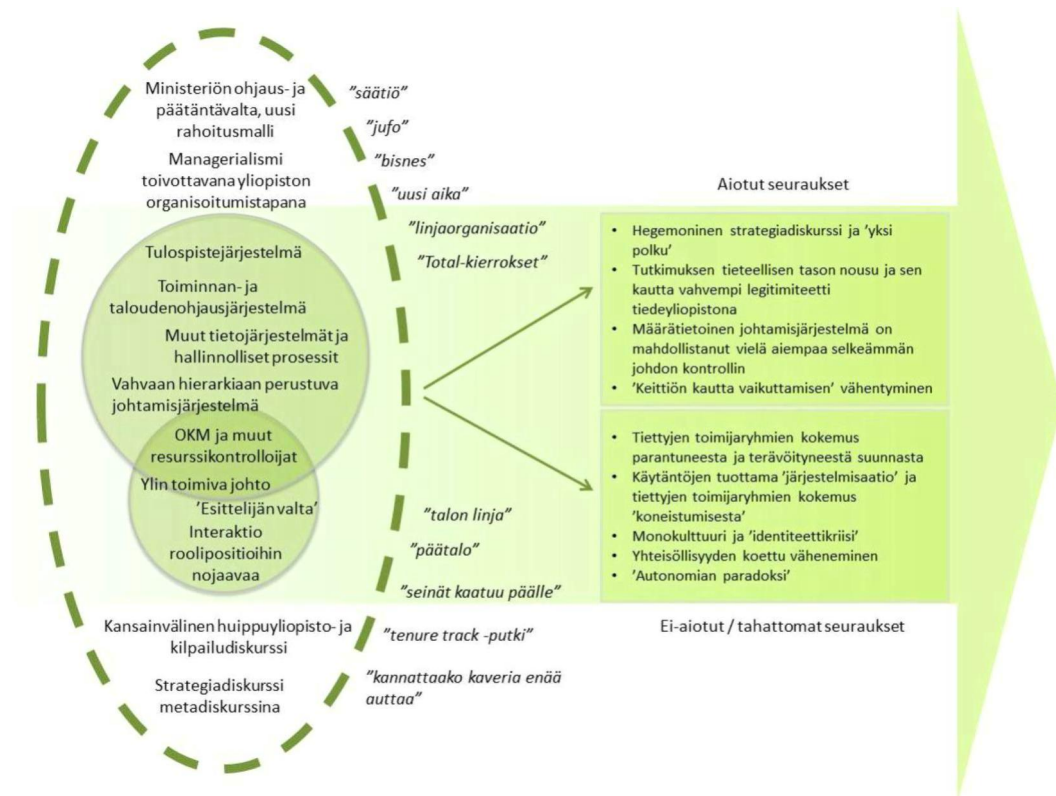 Ministeriön ohjaus- ja
päätäntävalta, uusi
rahoitusmalli
Managerialismi
toivottavana yliopiston
organisoitumistapana
Tulospistejärjestelmä
Toiminnan- ja
taloudenohjausjärjestelmä
Muut tietojärjestelmät ja
hallinnolliset prosessit
Vahvaan hierarkiaan perustuva
johtamisjärjestelmä
OKM ja muut
resurssikontrolloijat
Ylin toimiva johto
’Esittelijän valta’
Interaktio
roolipositioihin
nojaavaa
Kansainvälinen huippuyliopisto- ja
kilpailudiskurssi
Strategiadiskurssi
metadiskurssina
”säätiö”
”jufo”
”bisnes”
”uusi aika”
”linjaorganisaatio”
”Total-kierrokset”
”talon linja”
”päätalo”
”seinät kaatuu päälle”
”tenure track -putki”
”kannattaako kaveria enää
auttaa”
Aiotut seuraukset
• Hegemoninen strategiadiskurssi ja ’yksi
polku’
• Tutkimuksen tieteellisen tason nousu ja sen
kautta vahvempi legitimiteetti
tiedeyliopistona
• Määrätietoinen johtamisjärjestelmä on
mahdollistanut vielä aiempaa selkeämmän
johdon kontrollin
• ’Keittiön kautta vaikuttamisen’ vähentyminen
• Tiettyjen toimijaryhmien kokemus
parantuneesta ja terävöityneestä suunnasta
• Käytäntöjen tuottama ’järjestelmisaatio’ ja
tiettyjen toimijaryhmien kokemus
’koneistumisesta’
• Monokulttuuri ja ’identiteettikriisi’
• Yhteisöllisyyden koettu väheneminen
• ’Autonomian paradoksi’
Ei-aiotut / tahattomat seuraukset